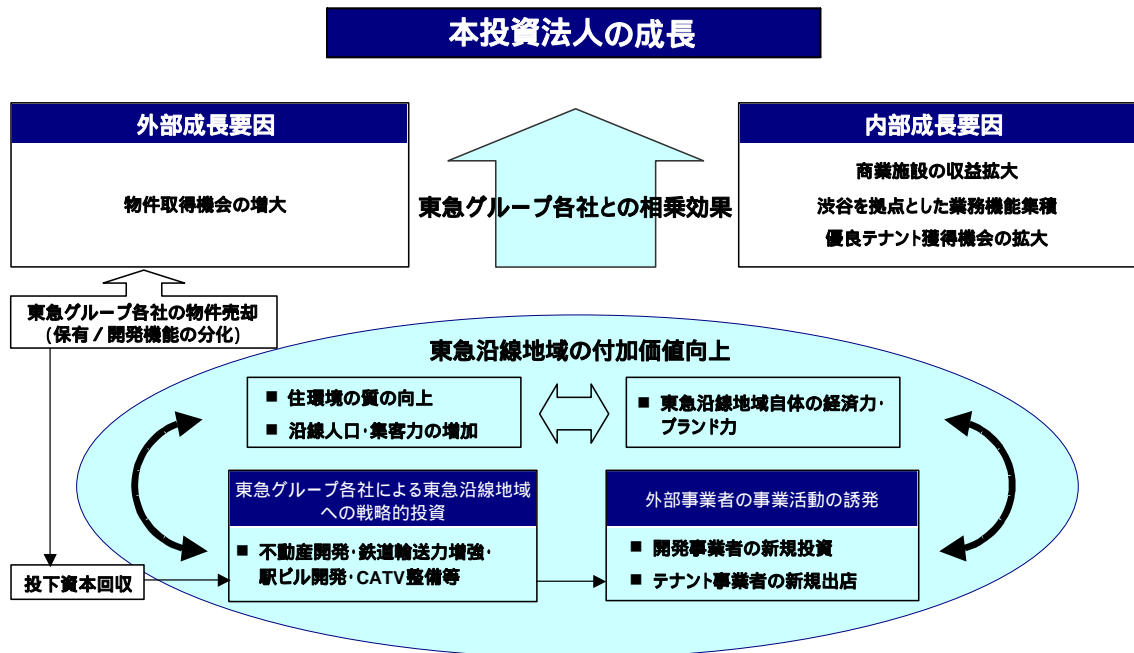 本投資法人の成長
外部成長要因
物件取得機会の増大
東急グループ各社との相乗効果
内部成長要因
商業施設の収益拡大
渋谷を拠点とした業務機能集積
優良テナント獲得機会の拡大
東急グループ各社の物件売却
(保有/開発機能の分化)
東急沿線地域の付加価値向上
■ 住環境の質の向上
■ 沿線人口・集客力の増加
■ 東急沿線地域自体の経済力・
ブランド力
東急グループ各社による東急沿線地域
への戦略的投資
■ 不動産開発・鉄道輸送力増強・
駅ビル開発・CATV整備等
外部事業者の事業活動の誘発
■ 開発事業者の新規投資
■ テナント事業者の新規出店
投下資本回収